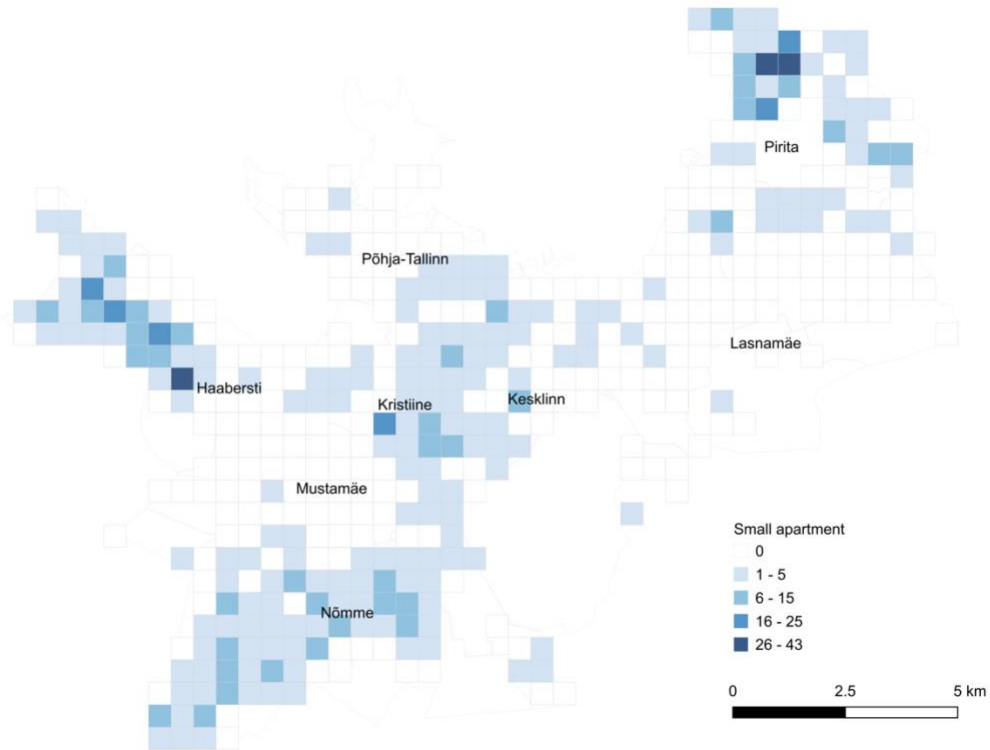 Pirita
Põhja-Tallinn
Lasnamäe
Haabersti
Kesklinn
Kristiine
Mustamäe
Small apartment
0
1 - 5
6 - 15
16 - 25
26 - 43
Nõmme
0 2.5 5 km